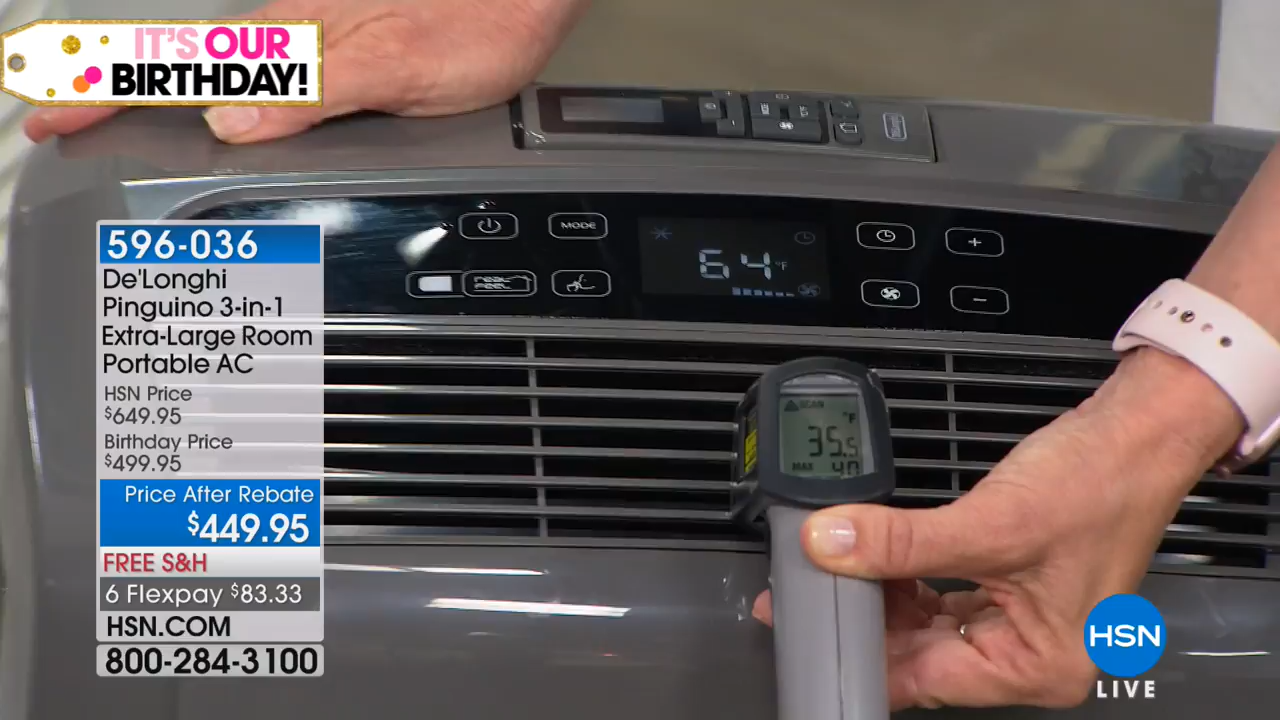 IT'S OUR
BIRTHDAY!
596-036
De'Longhi
Pinguino 3-in-1
Extra-Large Room
Portable AC
HSN Price
$649.95
Birthday Price
$499.95
Price After Rebate
$449.95
FREE S&H
6 Flexpay $83.33
HSN.COM
800-284-3100
MODE
REAL
FEEL
64°F
+
−
SCAN
°F
35.5
MAX 40
HSN
LIVE